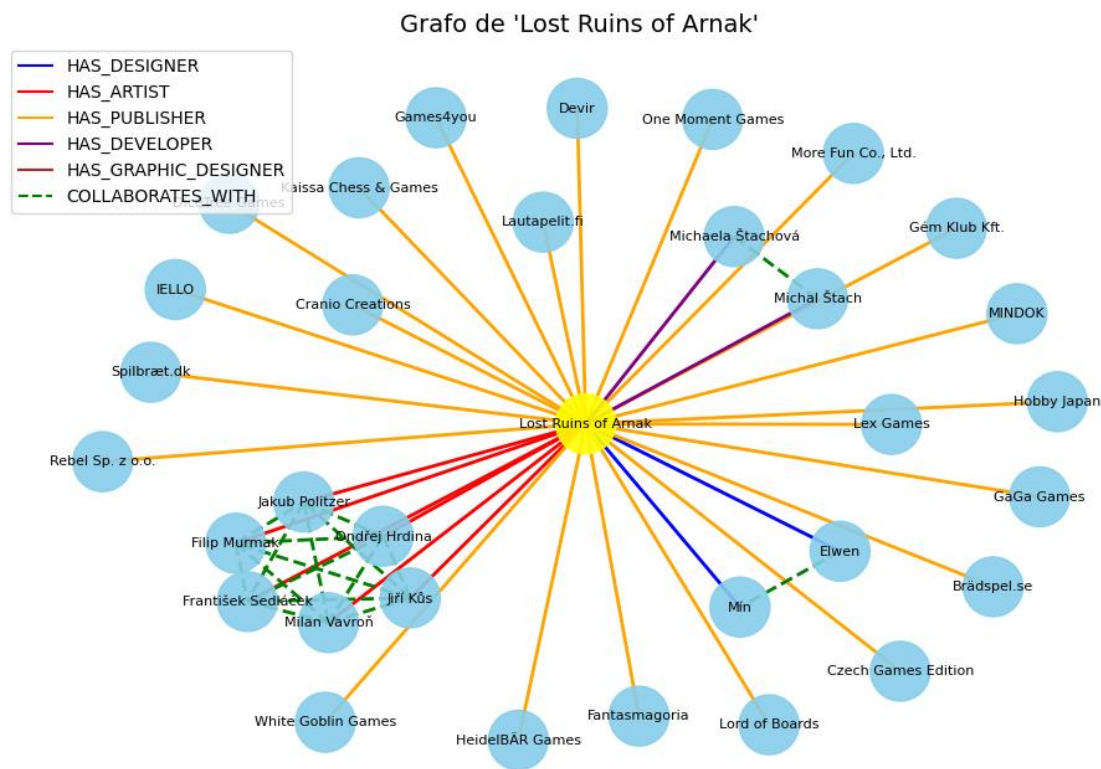 Grafo de 'Lost Ruins of Arnak'
HAS_DESIGNER
HAS_ARTIST
HAS_PUBLISHER
HAS_DEVELOPER
HAS_GRAPHIC_DESIGNER
COLLABORATES_WITH
Games4you
Devir
One Moment Games
More Fun Co., Ltd.
Kaissa Chess & Games
Games
Lautapelit.fi
Michaela Štachová
Gém Klub Kft.
IELLO
Cranio Creations
Michal Štach
MINDOK
Spilbræt.dk
Hobby Japan
Lost Ruins of Arnak
Lex Games
Rebel Sp. z o.o.
GaGa Games
Jakub Politzer
Filip Murmak
Ondřej Hrdina
Elwen
Brädspel.se
František Sedláček
Jiří Kůs
Mín
Milan Vavroň
Czech Games Edition
White Goblin Games
Fantasmagoria
Lord of Boards
HeidelBÄR Games